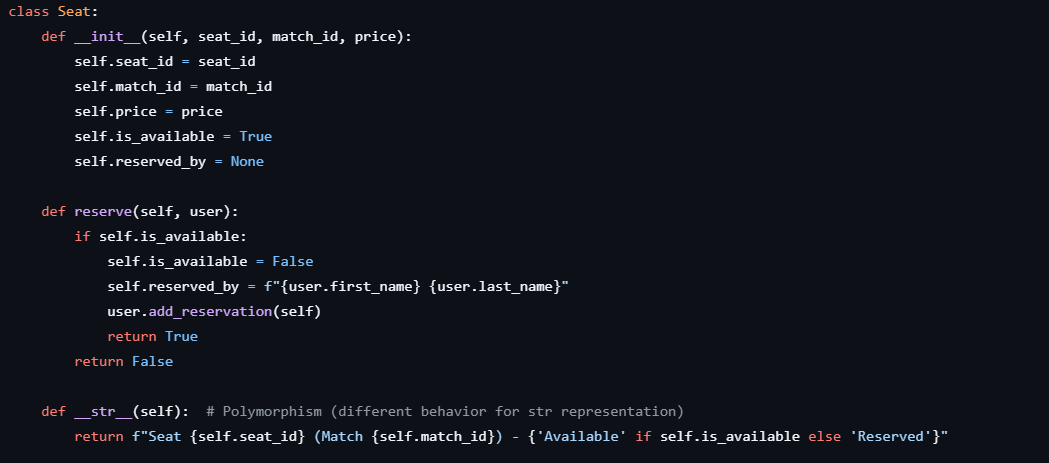 class Seat:
    def __init__(self, seat_id, match_id, price):
        self.seat_id = seat_id
        self.match_id = match_id
        self.price = price
        self.is_available = True
        self.reserved_by = None

    def reserve(self, user):
        if self.is_available:
            self.is_available = False
            self.reserved_by = f"{user.first_name} {user.last_name}"
            user.add_reservation(self)
            return True
        return False

    def __str__(self):  # Polymorphism (different behavior for str representation)
        return f"Seat {self.seat_id} (Match {self.match_id}) - {'Available' if self.is_available else 'Reserved'}"